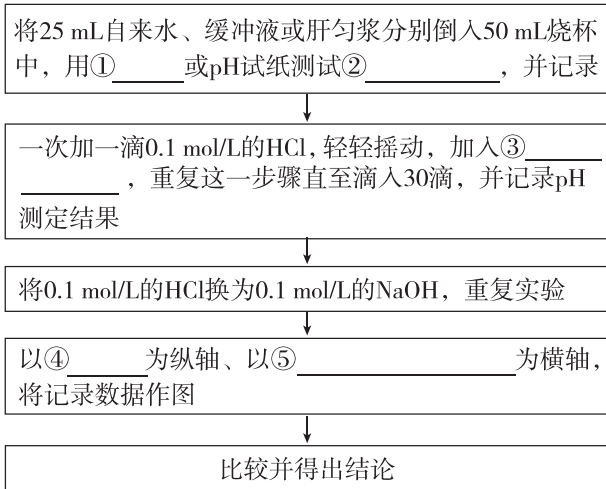 将25 mL自来水、缓冲液或肝匀浆分别倒入50 mL烧杯
中，用①______或pH试纸测试②____________，并记录
一次加一滴0.1 mol/L的HCl，轻轻摇动，加入③______
________，重复这一步骤直至滴入30滴，并记录pH
测定结果
将0.1 mol/L的HCl换为0.1 mol/L的NaOH，重复实验
以④_______为纵轴、以⑤___________________为横轴，
将记录数据作图
比较并得出结论